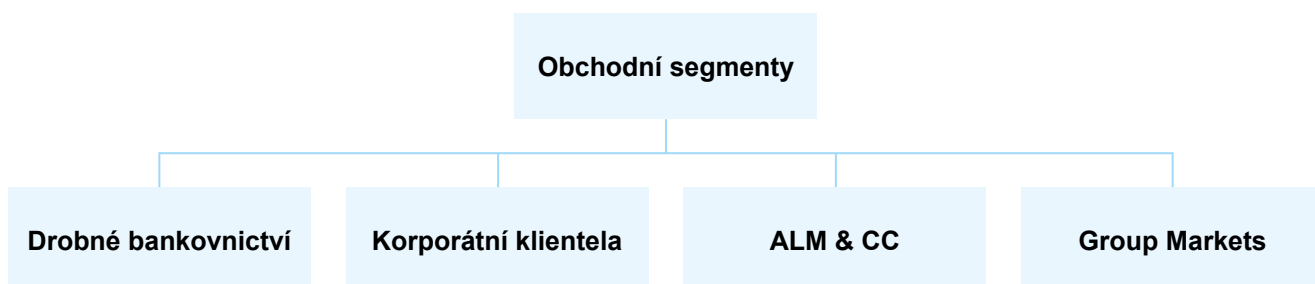 Obchodní segmenty
Drobné bankovnictví
Korporátní klientela
ALM & CC
Group Markets